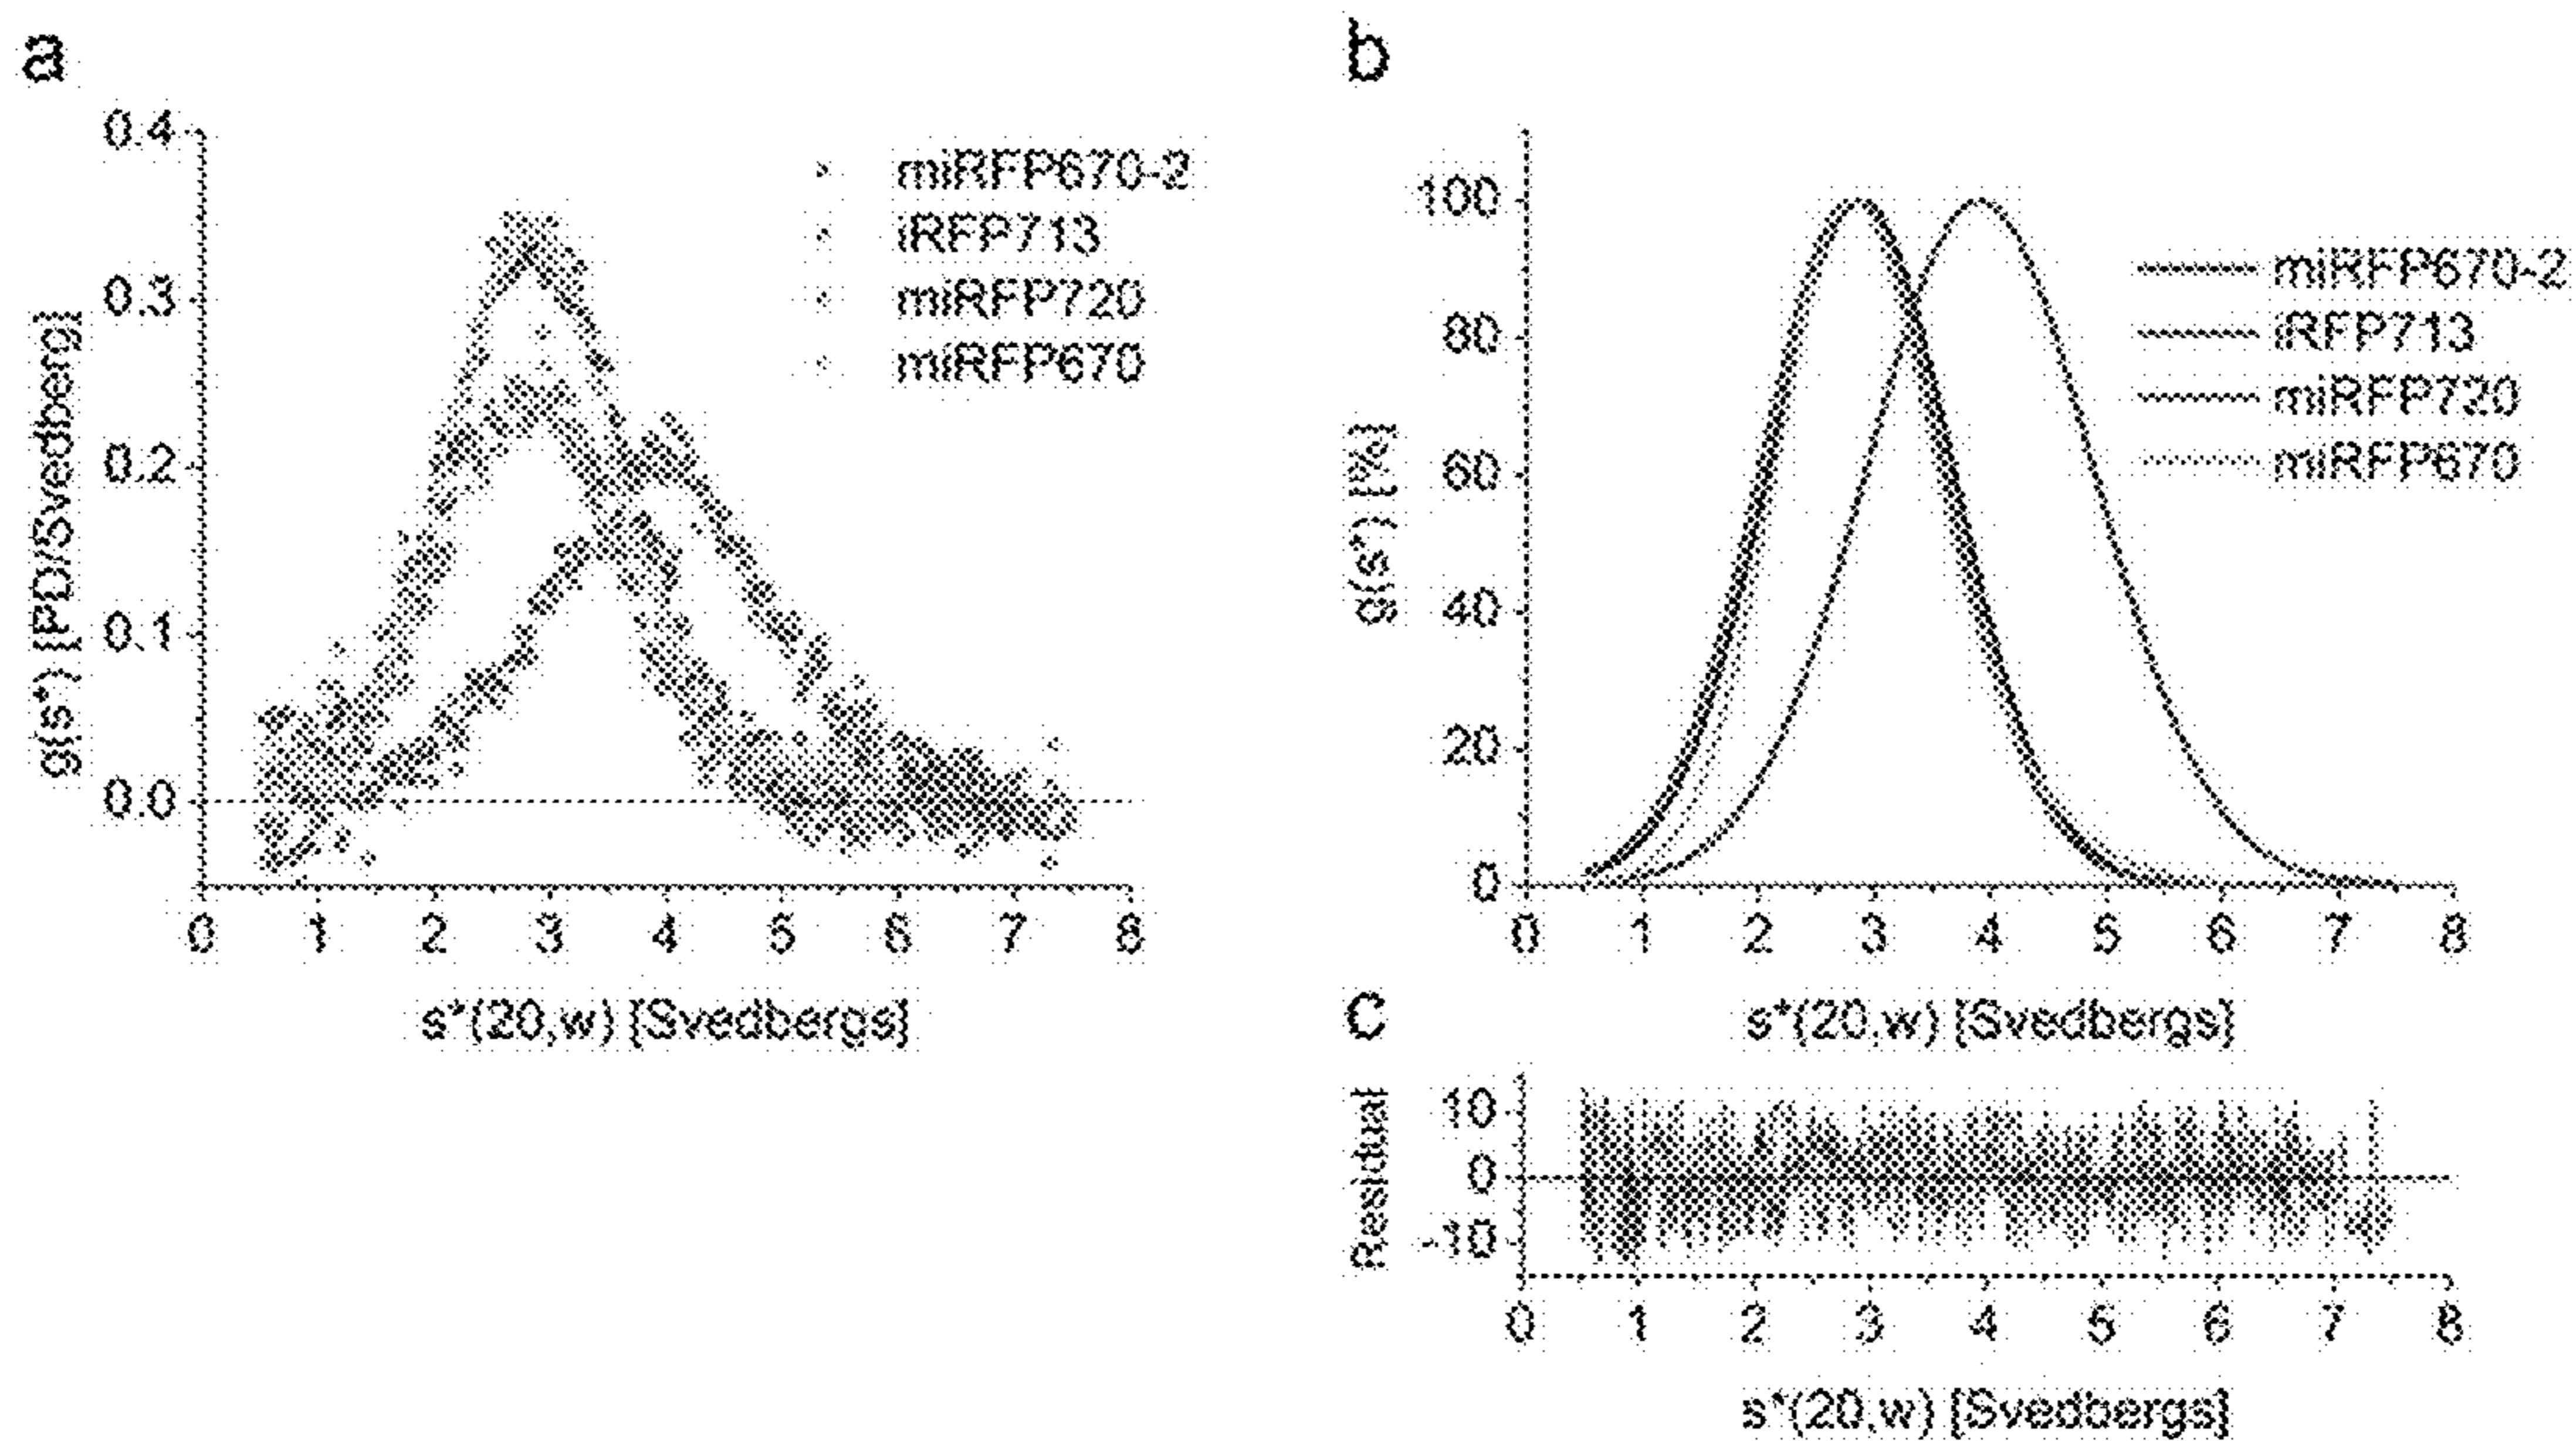 a
0.4
0.3
0.2
0.1
0.0
g(s*) [PD/Svedberg]
miRFP670-2
iRFP713
miRFP720
miRFP670
0 1 2 3 4 5 6 7 8
s*(20,w) [Svedbergs]
b
100
80
60
40
20
0
g(s*) [%]
miRFP670-2
iRFP713
miRFP720
miRFP670
0 1 2 3 4 5 6 7 8
s*(20,w) [Svedbergs]
c
10
0
-10
Residual
0 1 2 3 4 5 6 7 8
s*(20,w) [Svedbergs]